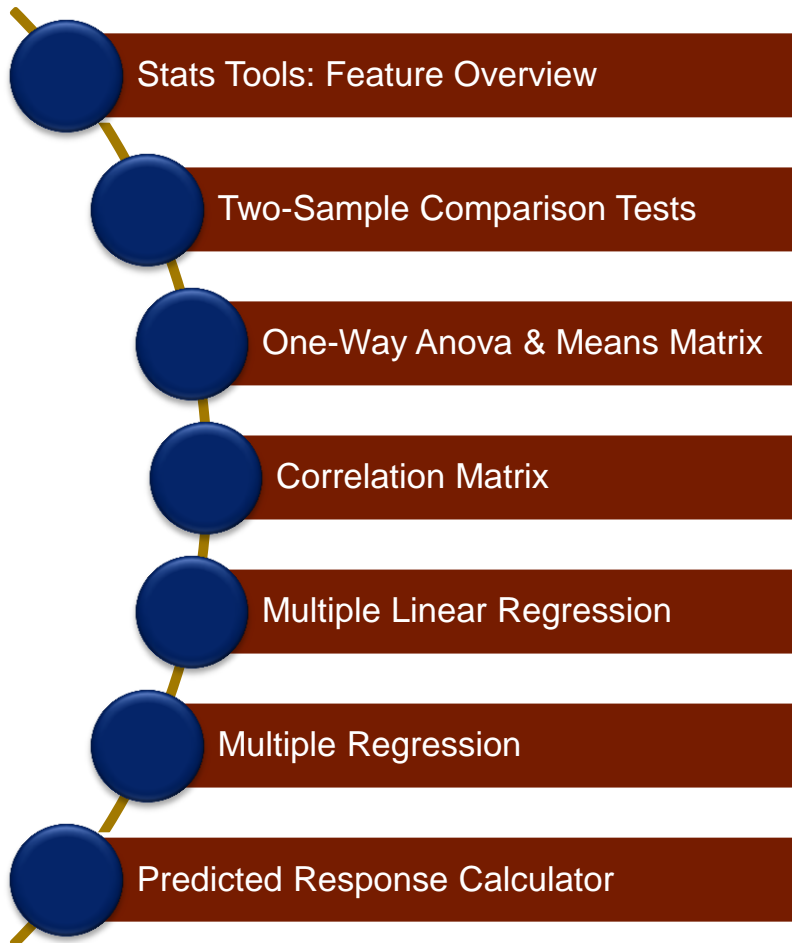 Stats Tools: Feature Overview
Two-Sample Comparison Tests
One-Way Anova & Means Matrix
Correlation Matrix
Multiple Linear Regression
Multiple Regression
Predicted Response Calculator